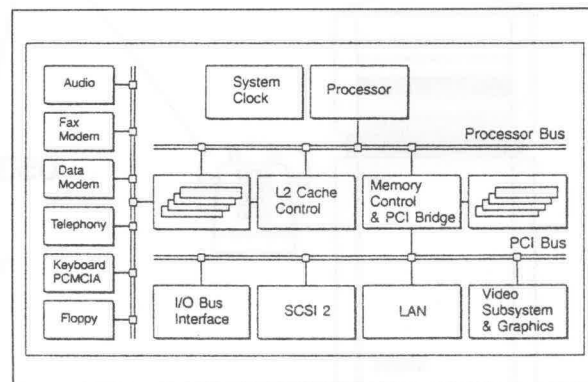 Audio
Fax
Modem
Data
Modem
Telephony
Keyboard
PCMCIA
Floppy
System
Clock
Processor
Processor Bus
L2 Cache
Control
Memory
Control
& PCI Bridge
PCI Bus
I/O Bus
Interface
SCSI 2
LAN
Video
Subsystem
& Graphics